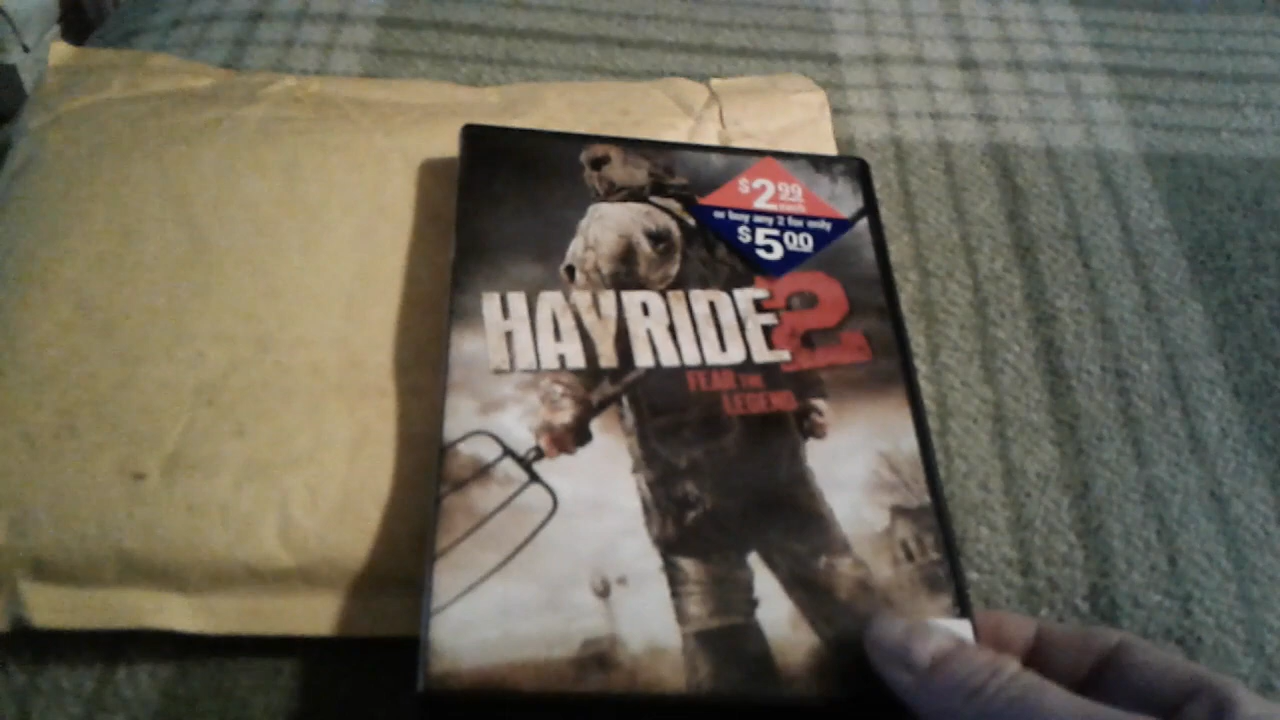 $2.99
each
or buy any 2 for only
$5.00
HAYRIDE 2
FEAR THE
LEGEND